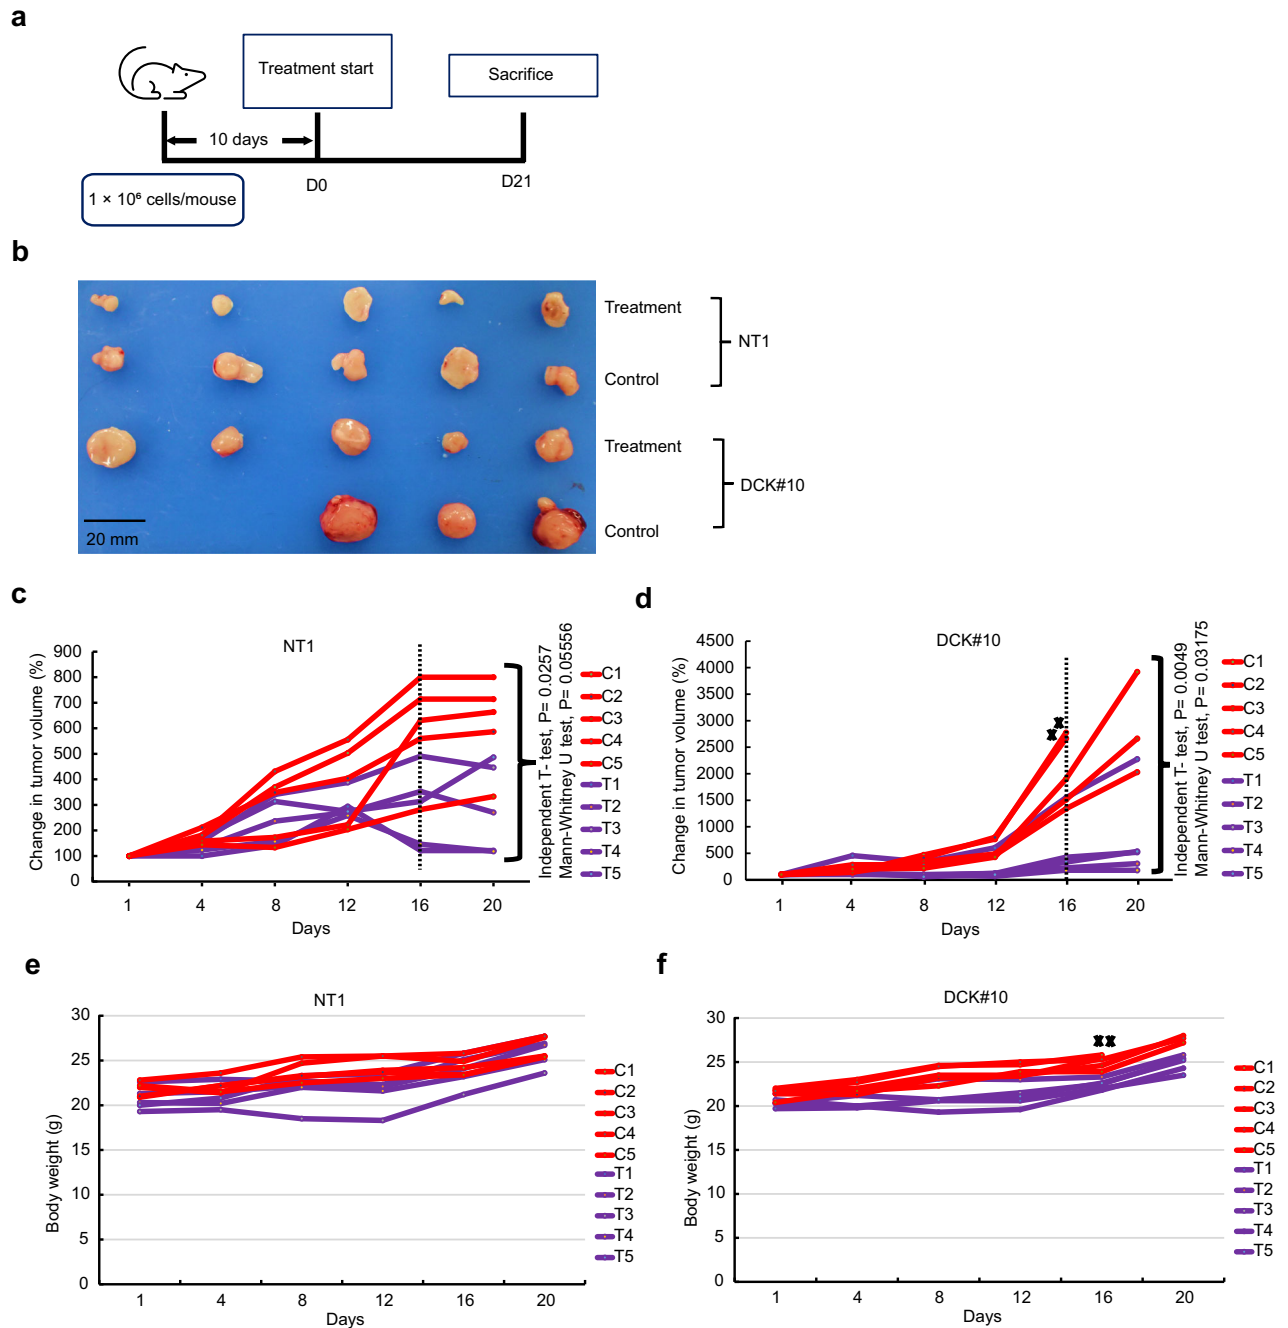 a
Treatment start
Sacrifice
10 days
D0
D21
1 × 10⁶ cells/mouse
b
Treatment
NT1
Control
Treatment
DCK#10
Control
20 mm
c
NT1
Change in tumor volume (%)
900
800
700
600
500
400
300
200
100
0
1 4 8 12 16 20
Days
Independent T- test, P= 0.0257
Mann-Whitney U test, P= 0.05556
C1
C2
C3
C4
C5
T1
T2
T3
T4
T5
d
DCK#10
Change in tumor volume (%)
4500
4000
3500
3000
2500
2000
1500
1000
500
0
1 4 8 12 16 20
Days
Independent T- test, P= 0.0049
Mann-Whitney U test, P= 0.03175
C1
C2
C3
C4
C5
T1
T2
T3
T4
T5
e
NT1
Body weight (g)
30
25
20
15
10
5
0
1 4 8 12 16 20
Days
C1
C2
C3
C4
C5
T1
T2
T3
T4
T5
f
DCK#10
Body weight (g)
30
25
20
15
10
5
0
1 4 8 12 16 20
Days
C1
C2
C3
C4
C5
T1
T2
T3
T4
T5